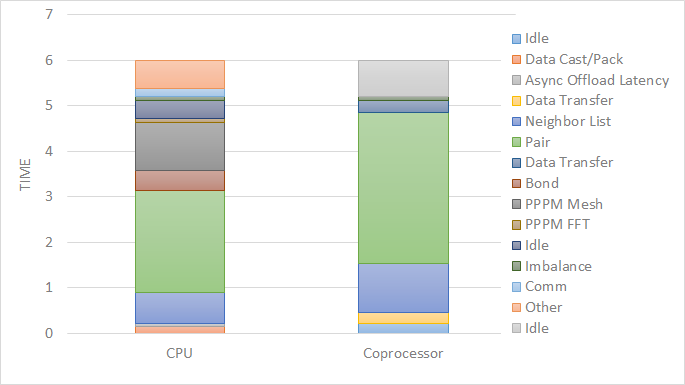 7
6
5
4
3
2
1
0
TIME
CPU
Coprocessor
Idle
Data Cast/Pack
Async Offload Latency
Data Transfer
Neighbor List
Pair
Data Transfer
Bond
PPPM Mesh
PPPM FFT
Idle
Imbalance
Comm
Other
Idle